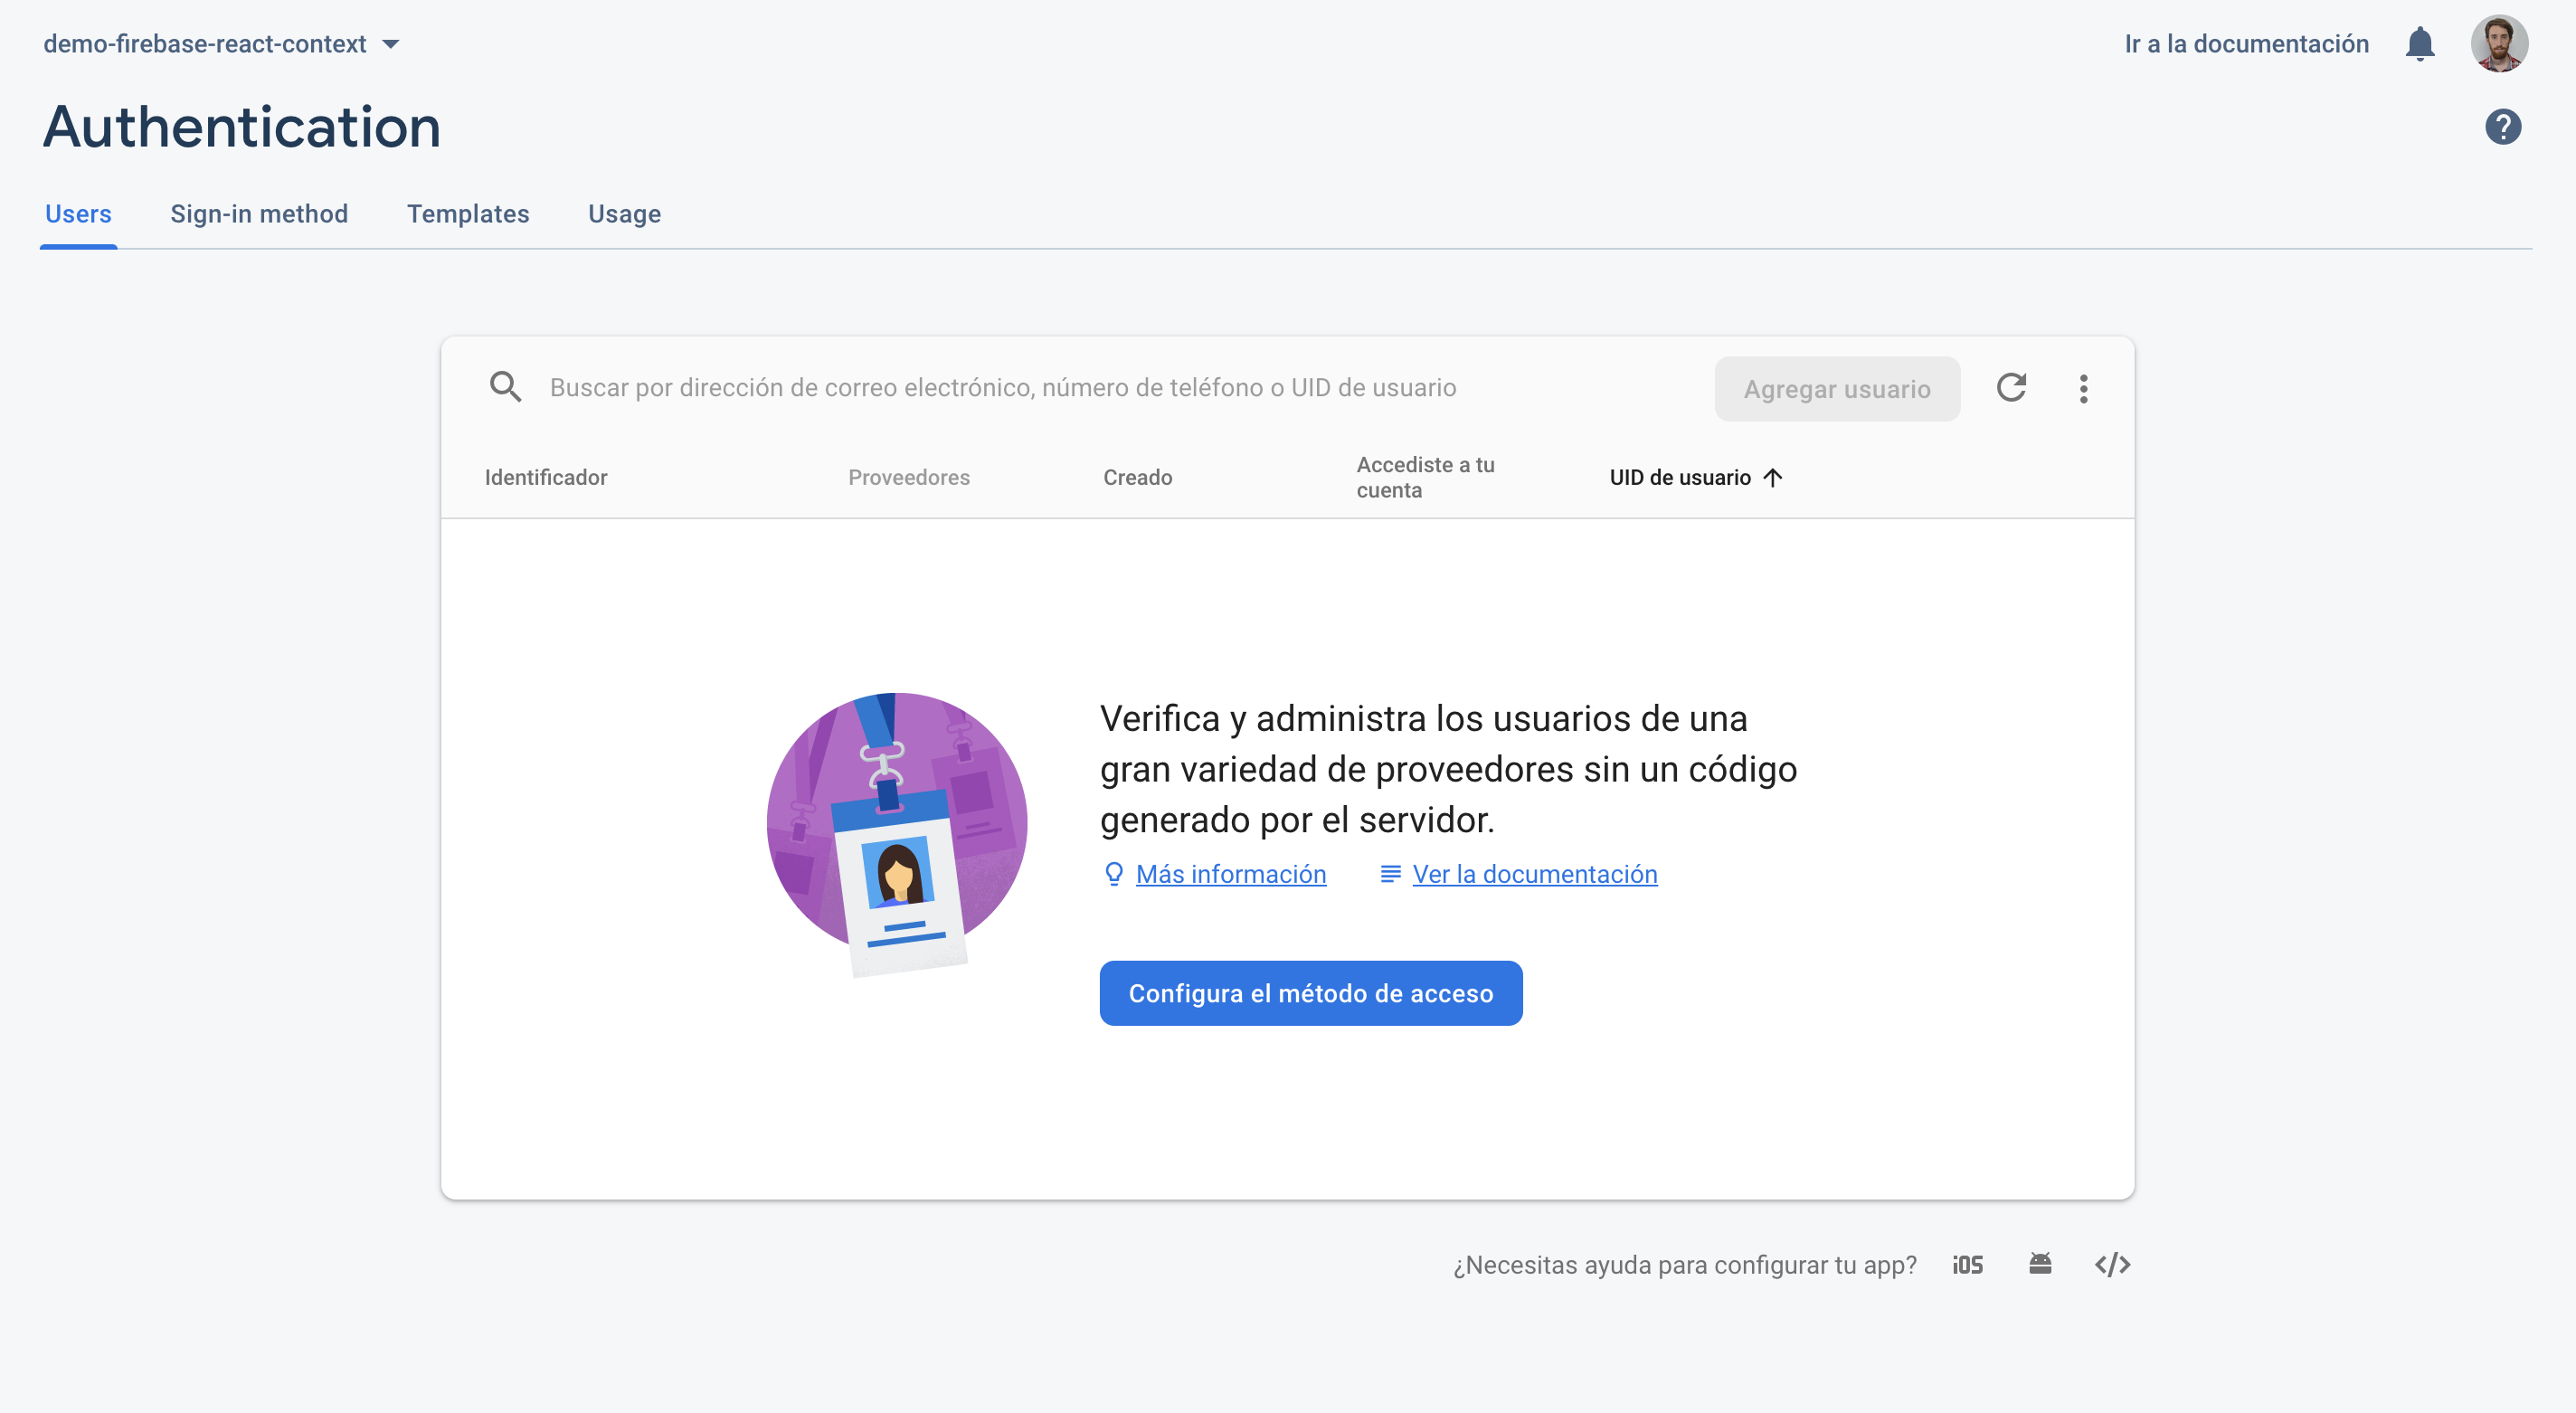 demo-firebase-react-context
Ir a la documentación
Authentication
Users
Sign-in method
Templates
Usage
Buscar por dirección de correo electrónico, número de teléfono o UID de usuario
Agregar usuario
Identificador
Proveedores
Creado
Accediste a tu
cuenta
UID de usuario
Verifica y administra los usuarios de una
gran variedad de proveedores sin un código
generado por el servidor.
Más información
Ver la documentación
Configura el método de acceso
¿Necesitas ayuda para configurar tu app?
iOS